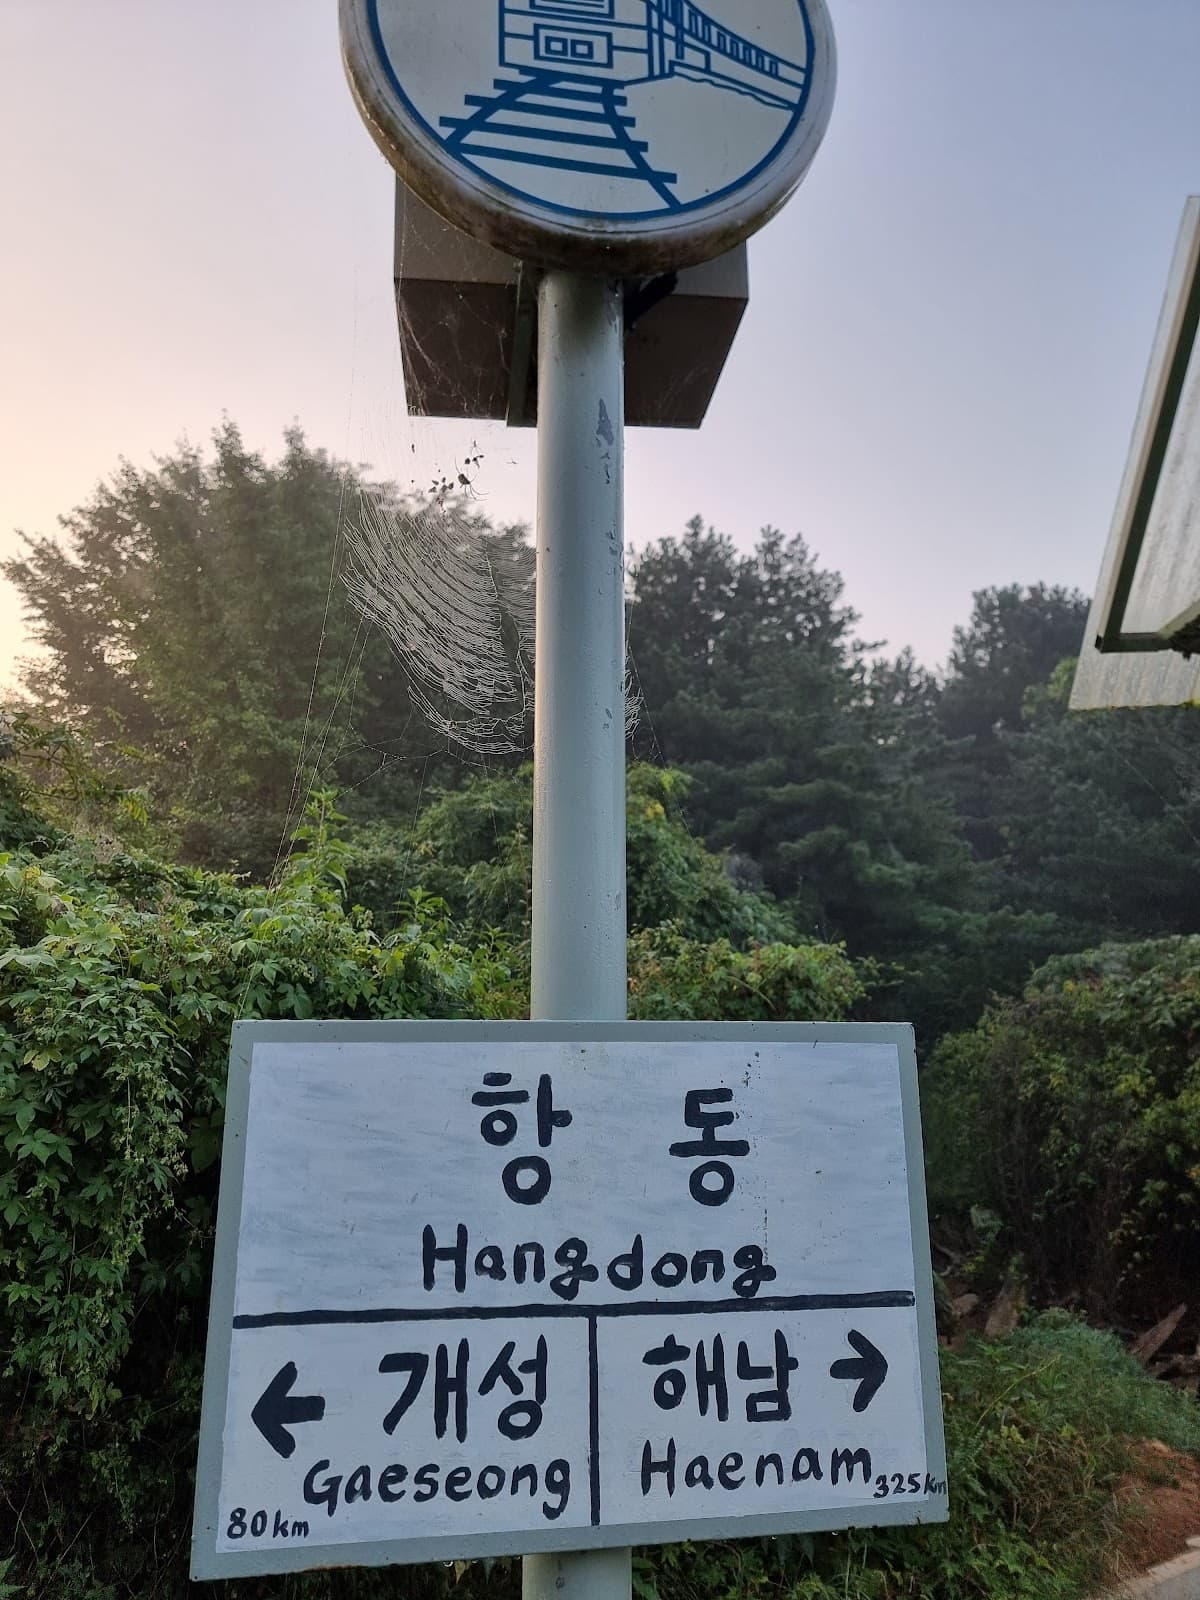 항 동
Hangdong
← 개성
Gaeseong
80km
해남 →
Haenam
325km